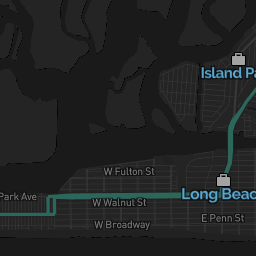 Island Pa
W Fulton St
Long Beac
Park Ave
W Walnut St
E Penn St
W Broadway